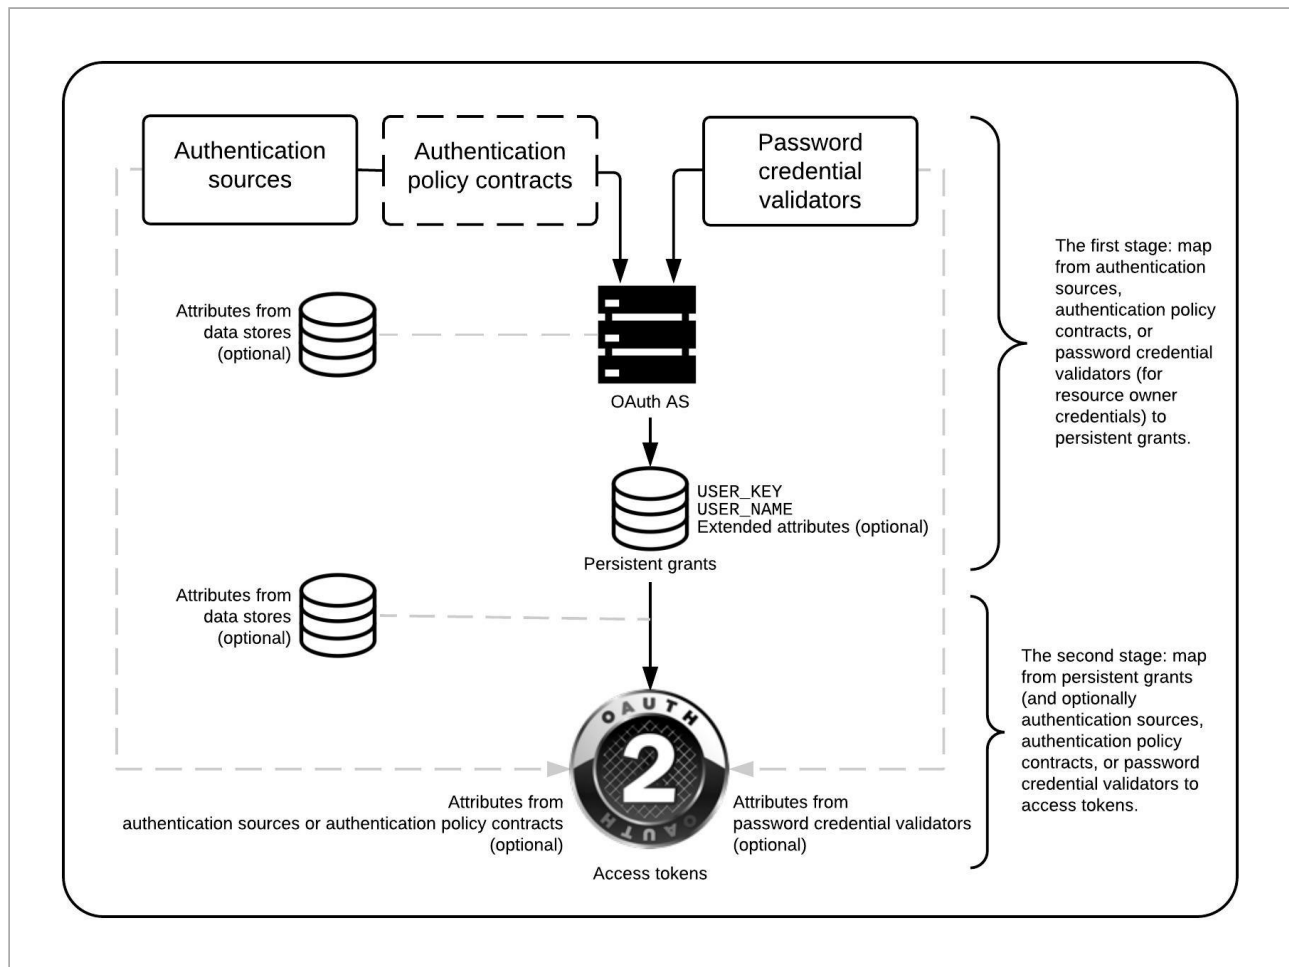 Authentication
sources
Authentication
policy contracts
Password
credential
validators
The first stage: map
from authentication
sources,
authentication policy
contracts, or
password credential
validators (for
resource owner
credentials) to
persistent grants.
Attributes from
data stores
(optional)
OAuth AS
USER_KEY
USER_NAME
Extended attributes (optional)
Persistent grants
Attributes from
data stores
(optional)
The second stage: map
from persistent grants
(and optionally
authentication sources,
authentication policy
contracts, or password
credential validators to
access tokens.
OAUTH
2
OAUTH
Attributes from
authentication sources or authentication policy contracts
(optional)
Attributes from
password credential validators
(optional)
Access tokens